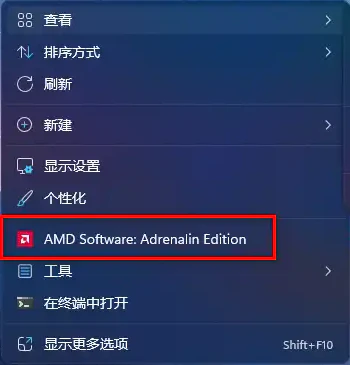 查看
排序方式
刷新
新建
显示设置
个性化
AMD Software: Adrenalin Edition
工具
在终端中打开
显示更多选项 Shift+F10